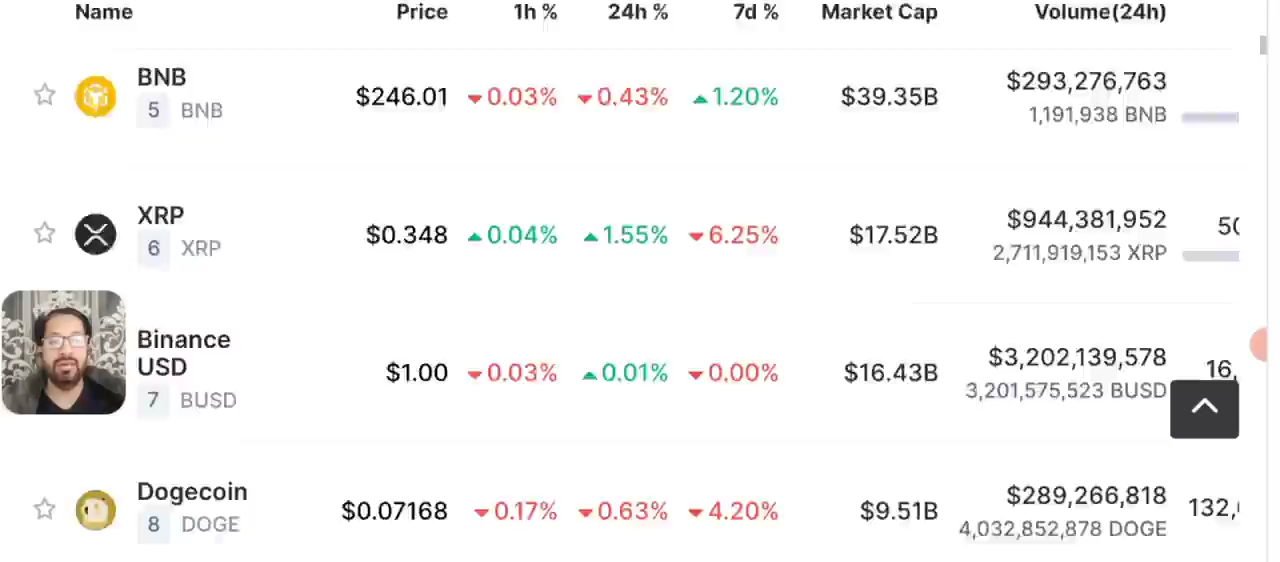 Name Price 1h % 24h % 7d % Market Cap Volume(24h)
BNB
5 BNB
$246.01 0.03% 0.43% 1.20% $39.35B
$293,276,763
1,191,938 BNB
XRP
6 XRP
$0.348 0.04% 1.55% 6.25% $17.52B
$944,381,952
2,711,919,153 XRP
50
Binance
USD
7 BUSD
$1.00 0.03% 0.01% 0.00% $16.43B
$3,202,139,578
3,201,575,523 BUSD
16,
Dogecoin
8 DOGE
$0.07168 0.17% 0.63% 4.20% $9.51B
$289,266,818
4,032,852,878 DOGE
132,